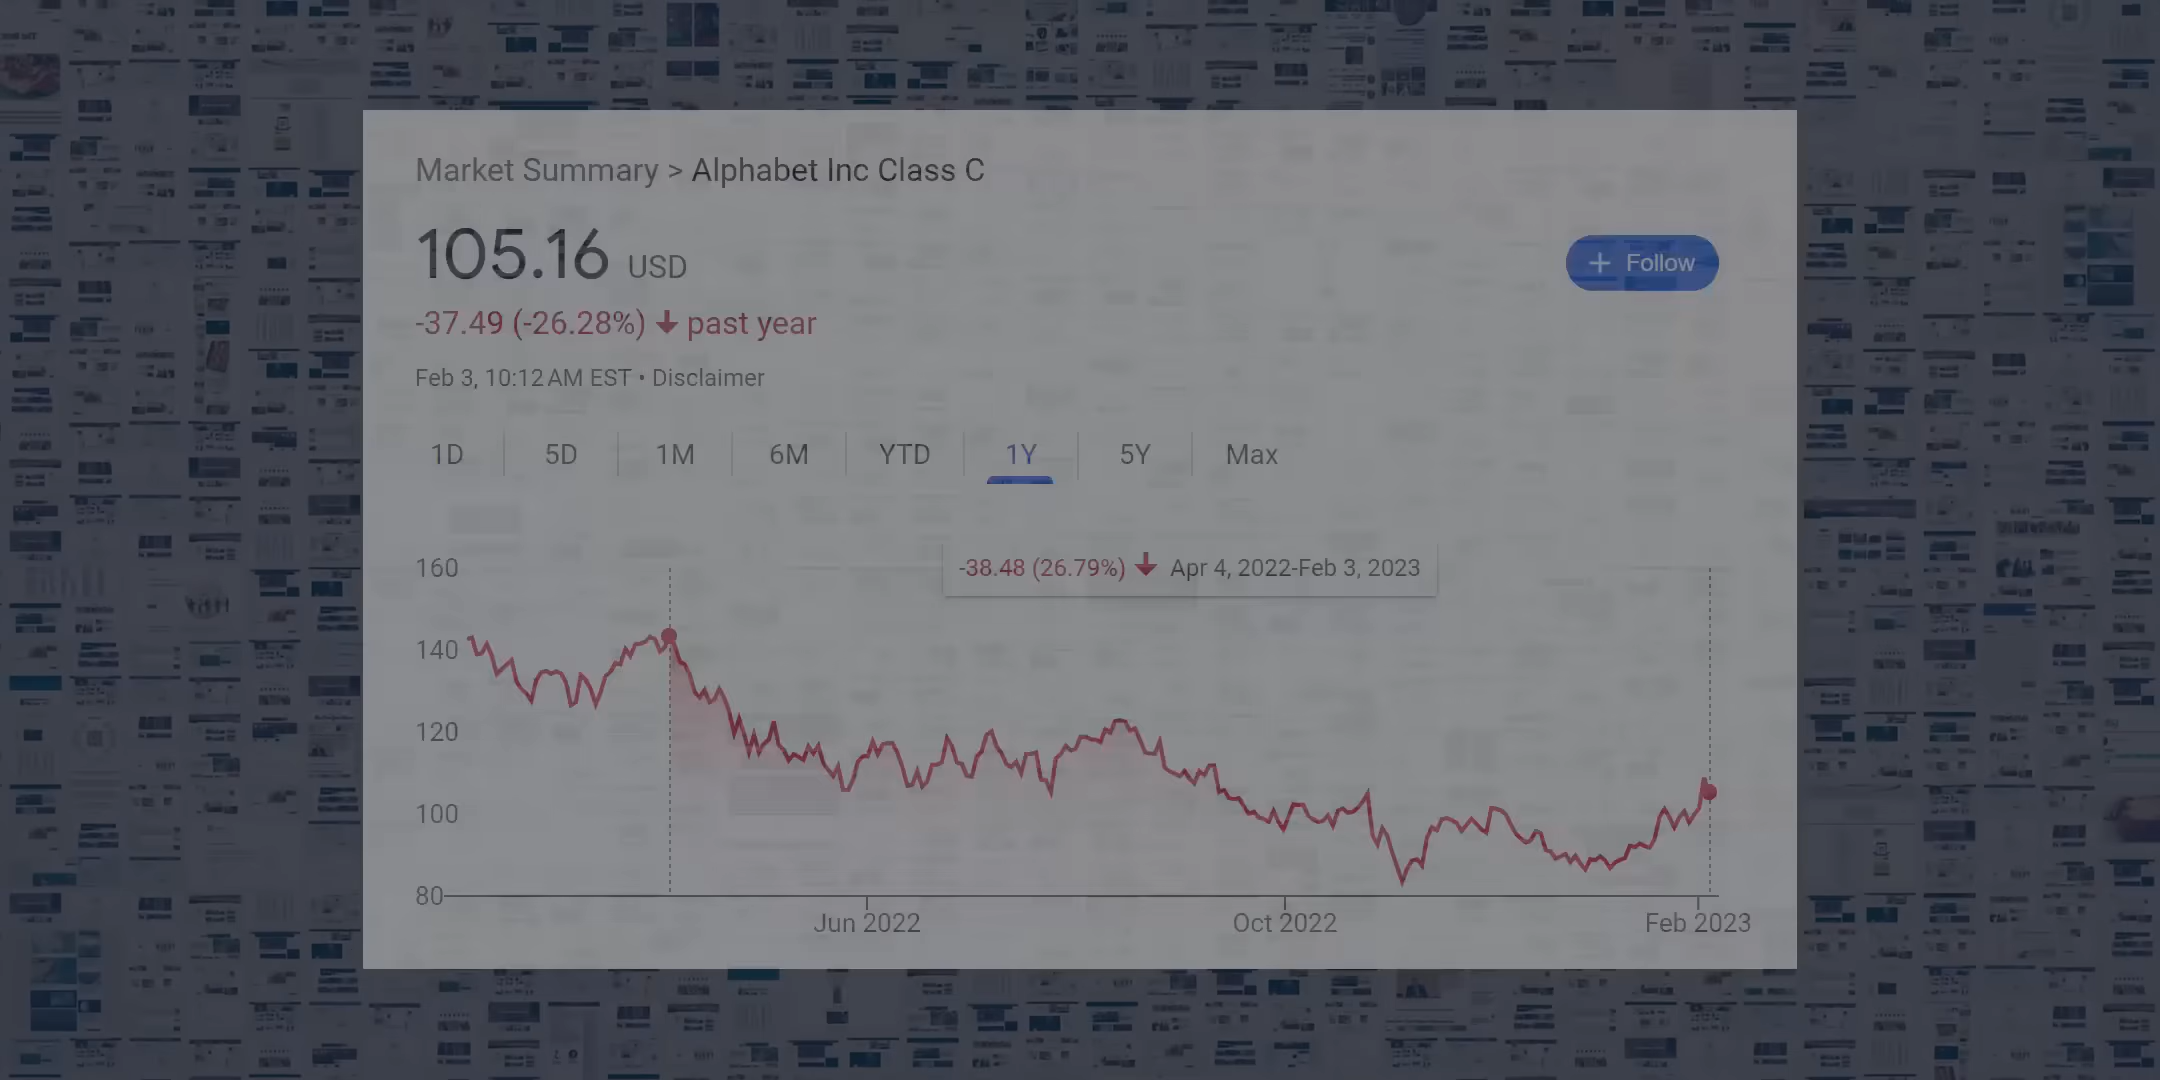 Market Summary > Alphabet Inc Class C
105.16 USD
+ Follow
-37.49 (-26.28%) ↓ past year
Feb 3, 10:12 AM EST • Disclaimer
1D 5D 1M 6M YTD 1Y 5Y Max
-38.48 (26.79%) ↓ Apr 4, 2022-Feb 3, 2023
160
140
120
100
80
Jun 2022 Oct 2022 Feb 2023